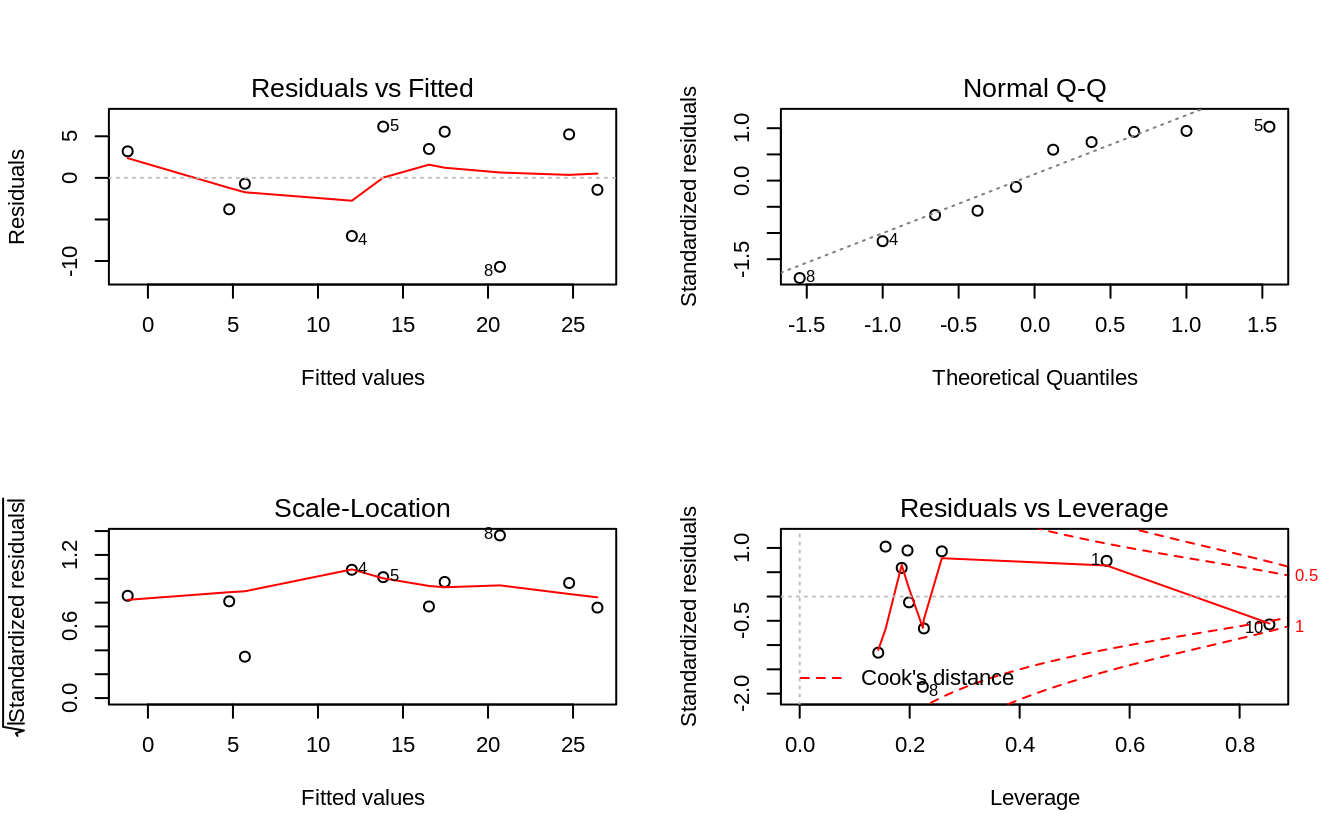 Residuals vs Fitted
Residuals
5
0
-10
5
4
8
0 5 10 15 20 25
Fitted values
Normal Q-Q
Standardized residuals
1.0
0.0
-1.5
5
4
8
-1.5 -1.0 -0.5 0.0 0.5 1.0 1.5
Theoretical Quantiles
Scale-Location
√|Standardized residuals|
1.2
0.6
0.0
8
4
5
0 5 10 15 20 25
Fitted values
Residuals vs Leverage
Standardized residuals
1.0
-0.5
-2.0
1
0.5
10
1
Cook's distance
8
0.0 0.2 0.4 0.6 0.8
Leverage